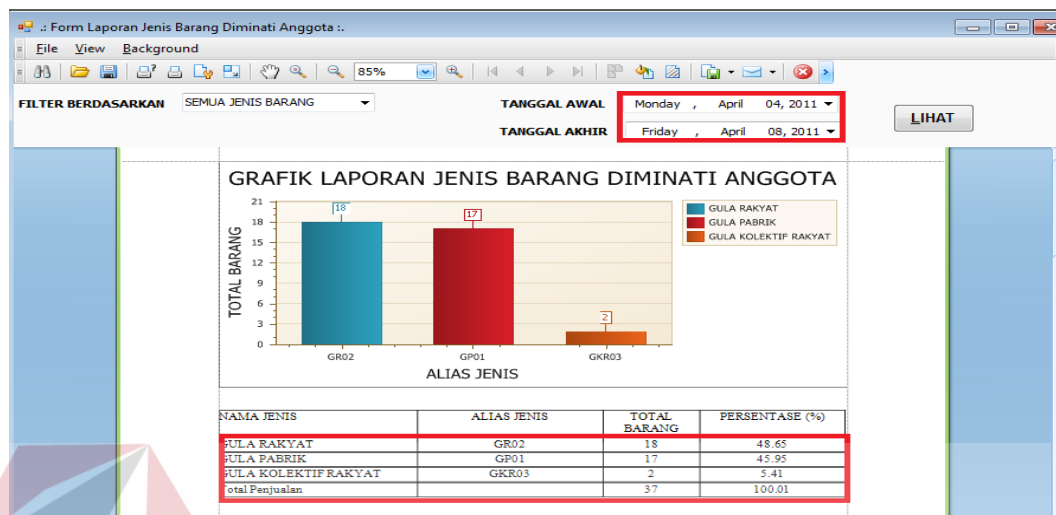 .: Form Laporan Jenis Barang Diminati Anggota :.
File View Background
85%
FILTER BERDASARKAN SEMUA JENIS BARANG TANGGAL AWAL Monday , April 04, 2011
TANGGAL AKHIR Friday , April 08, 2011
LIHAT
GRAFIK LAPORAN JENIS BARANG DIMINATI ANGGOTA
TOTAL BARANG
21
18
15
12
9
6
3
0
18
17
2
GR02 GP01 GKR03
ALIAS JENIS
GULA RAKYAT
GULA PABRIK
GULA KOLEKTIF RAKYAT
NAMA JENIS ALIAS JENIS TOTAL BARANG PERSENTASE (%)
GULA RAKYAT GR02 18 48.65
GULA PABRIK GP01 17 45.95
GULA KOLEKTIF RAKYAT GKR03 2 5.41
Total Penjualan 37 100.01